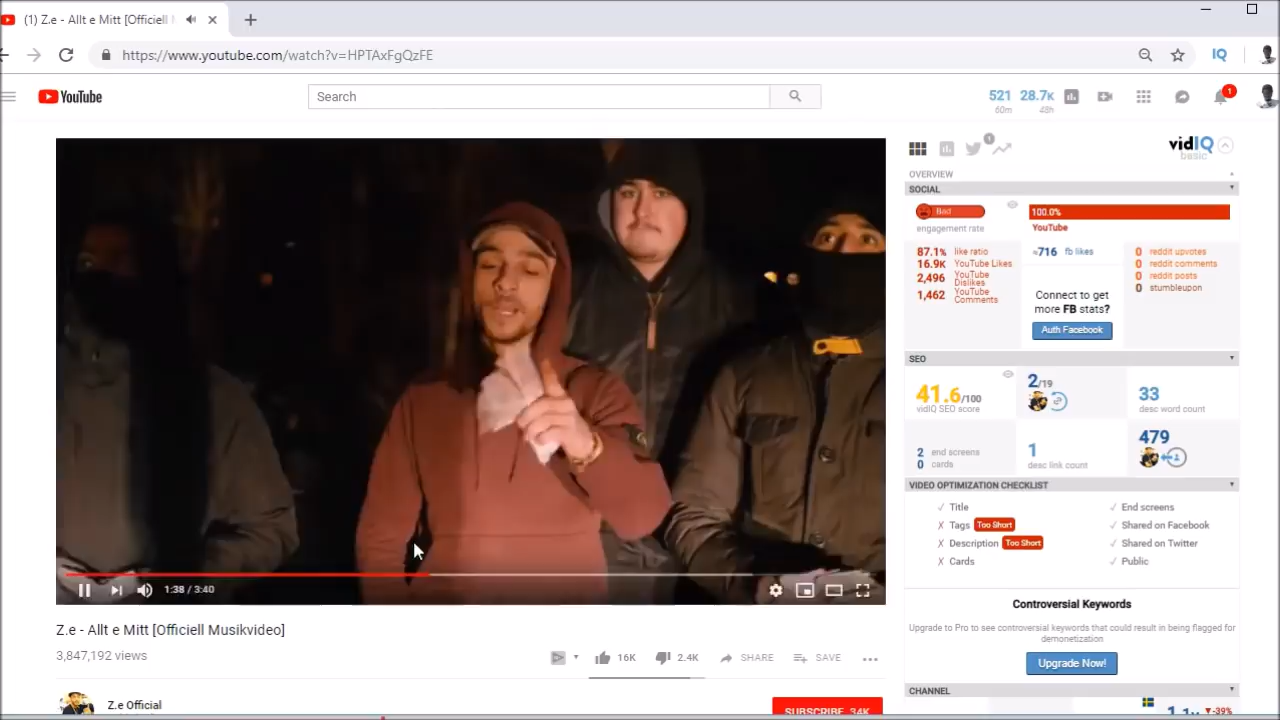 (1) Z.e - Allt e Mitt [Officiell
https://www.youtube.com/watch?v=HPTAxFgQzFE
IQ
YouTube
Search
521 28.7K
60m 48h
1
1
vidIQ
basic
OVERVIEW
SOCIAL
Bad
engagement rate
100.0%
YouTube
87.1% like ratio
16.9K YouTube Likes
2,496 YouTube Dislikes
1,462 YouTube Comments
716 fb likes
Connect to get
more FB stats?
Auth Facebook
0 reddit upvotes
0 reddit comments
0 reddit posts
0 stumbleupon
SEO
41.6/100
vidIQ SEO score
2/19
33
desc word count
2 end screens
0 cards
1
desc link count
479
VIDEO OPTIMIZATION CHECKLIST
✓ Title
✗ Tags Too Short
✗ Description Too Short
✗ Cards
✓ End screens
✓ Shared on Facebook
✓ Shared on Twitter
✓ Public
Controversial Keywords
Upgrade to Pro to see controversial keywords that could result in being flagged for
demonetization
Upgrade Now!
CHANNEL
-39%
1:38 / 3:40
Z.e - Allt e Mitt [Officiell Musikvideo]
3,847,192 views
16K 2.4K SHARE SAVE
Z.e Official
SUBSCRIBE 34K